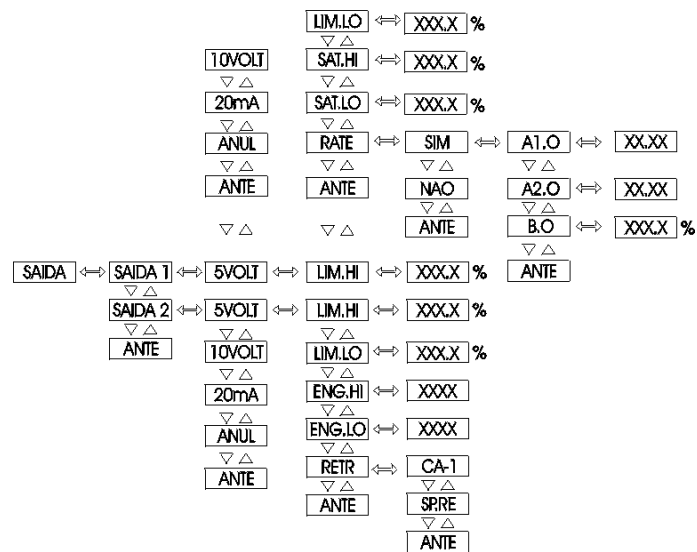 LIM.LO XXX.X %
10VOLT SAT.HI XXX.X %
20mA SAT.LO XXX.X %
ANUL RATE SIM A1.O XX.XX
ANTE ANTE NAO A2.O XX.XX
ANTE B.O XXX.X %
SAIDA SAIDA 1 5VOLT LIM.HI XXX.X % ANTE
SAIDA 2 5VOLT LIM.HI XXX.X %
ANTE 10VOLT LIM.LO XXX.X %
20mA ENG.HI XXXX
ANUL ENG.LO XXXX
ANTE RETR CA-1
ANTE SP.RE
ANTE